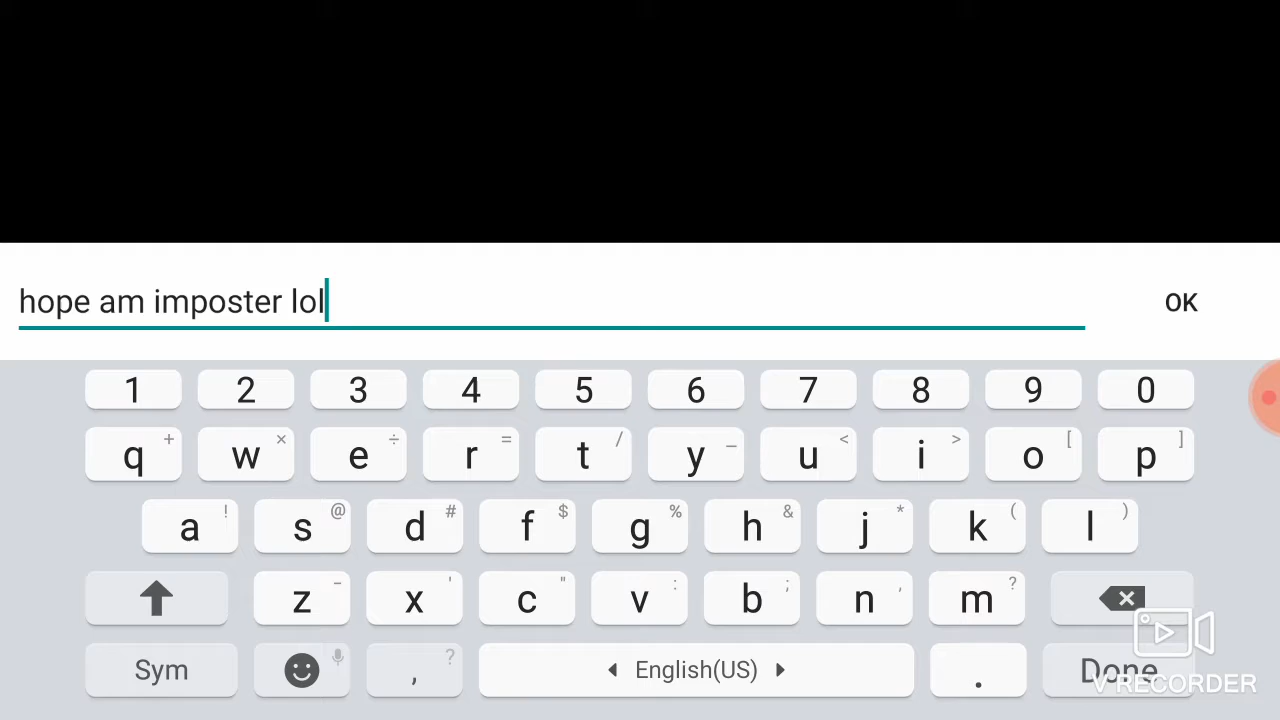 hope am imposter lol
OK
1 2 3 4 5 6 7 8 9 0
q + w × e ÷ r = t / y _ u < i > o [ p ]
a ! s @ d # f $ g % h & j * k ( l )
z - x ' c " v : b ; n , m ?
Sym , ? English(US) . Done
V RECORDER